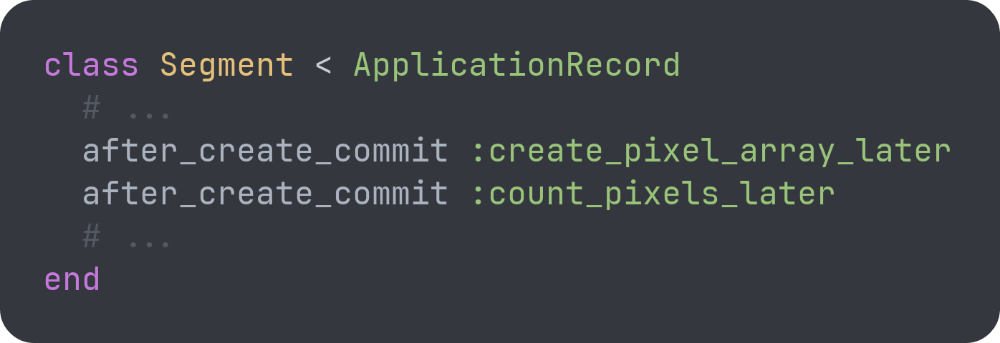 class Segment < ApplicationRecord
  # ...
  after_create_commit :create_pixel_array_later
  after_create_commit :count_pixels_later
  # ...
end